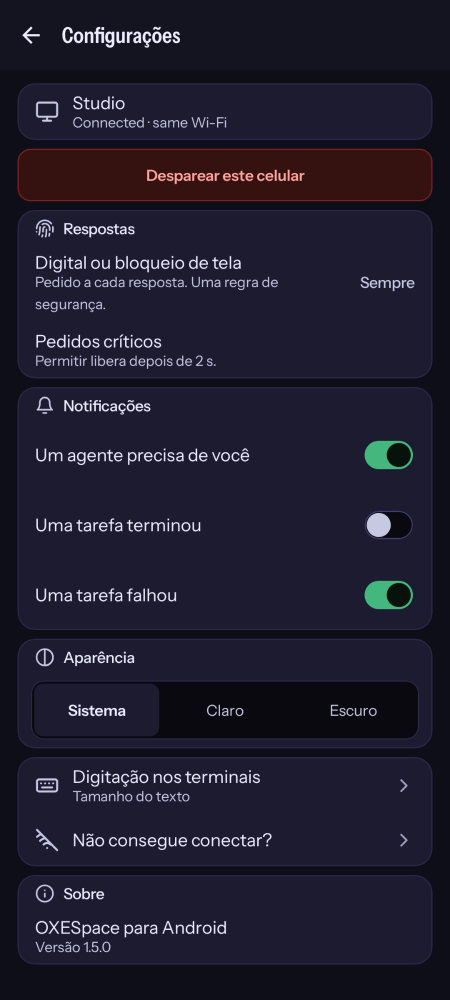 Configurações
Studio
Connected · same Wi-Fi
Desparear este celular
Respostas
Digital ou bloqueio de tela
Pedido a cada resposta. Uma regra de
segurança.
Sempre
Pedidos críticos
Permitir libera depois de 2 s.
Notificações
Um agente precisa de você
Uma tarefa terminou
Uma tarefa falhou
Aparência
Sistema Claro Escuro
Digitação nos terminais
Tamanho do texto
Não consegue conectar?
Sobre
OXESpace para Android
Versão 1.5.0